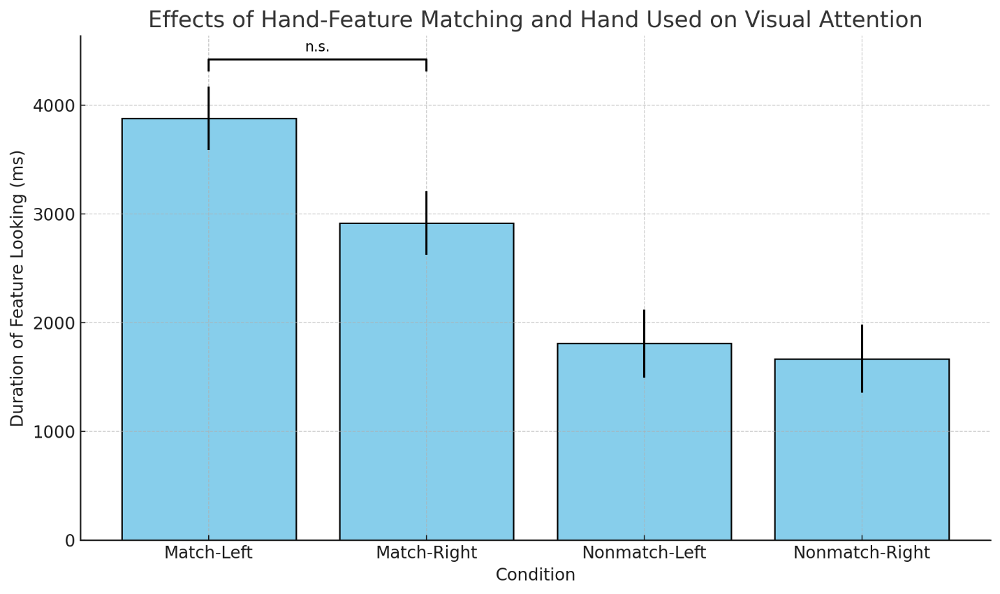 Effects of Hand-Feature Matching and Hand Used on Visual Attention
n.s.
Duration of Feature Looking (ms)
4000
3000
2000
1000
0
Match-Left
Match-Right
Nonmatch-Left
Nonmatch-Right
Condition